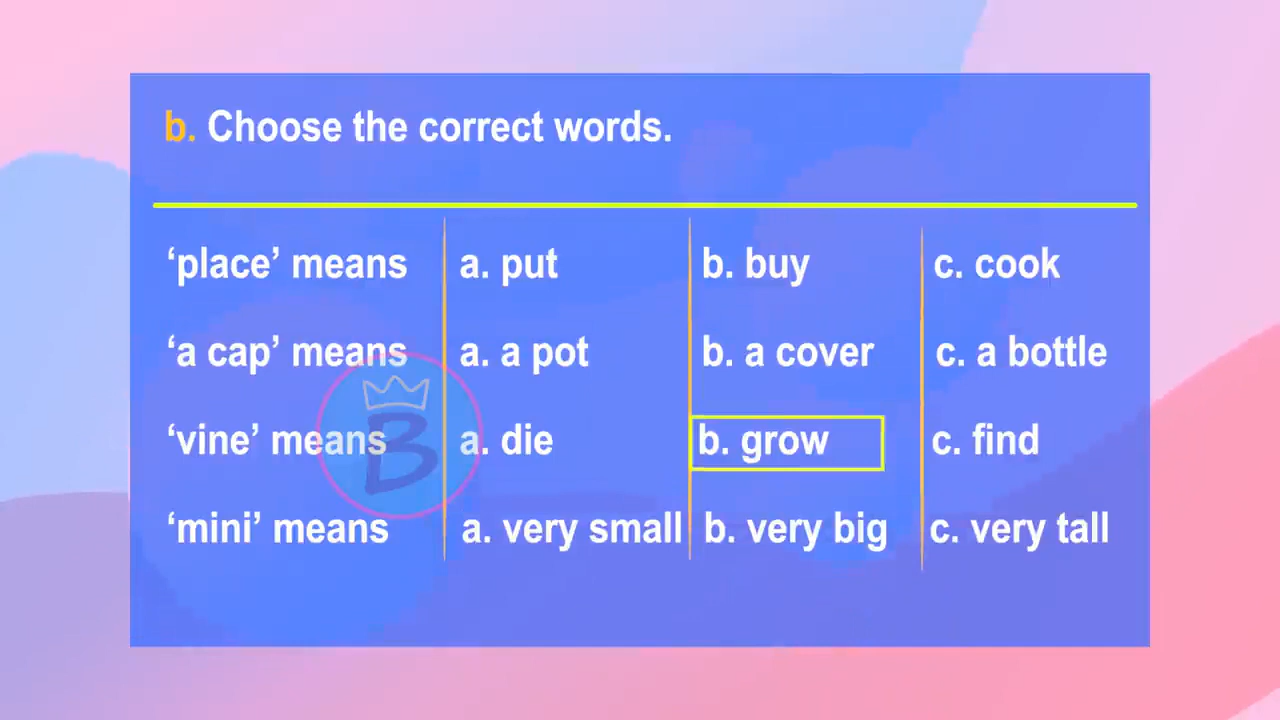 b. Choose the correct words.
‘place’ means a. put b. buy c. cook
‘a cap’ means a. a pot b. a cover c. a bottle
‘vine’ means a. die b. grow c. find
‘mini’ means a. very small b. very big c. very tall
B